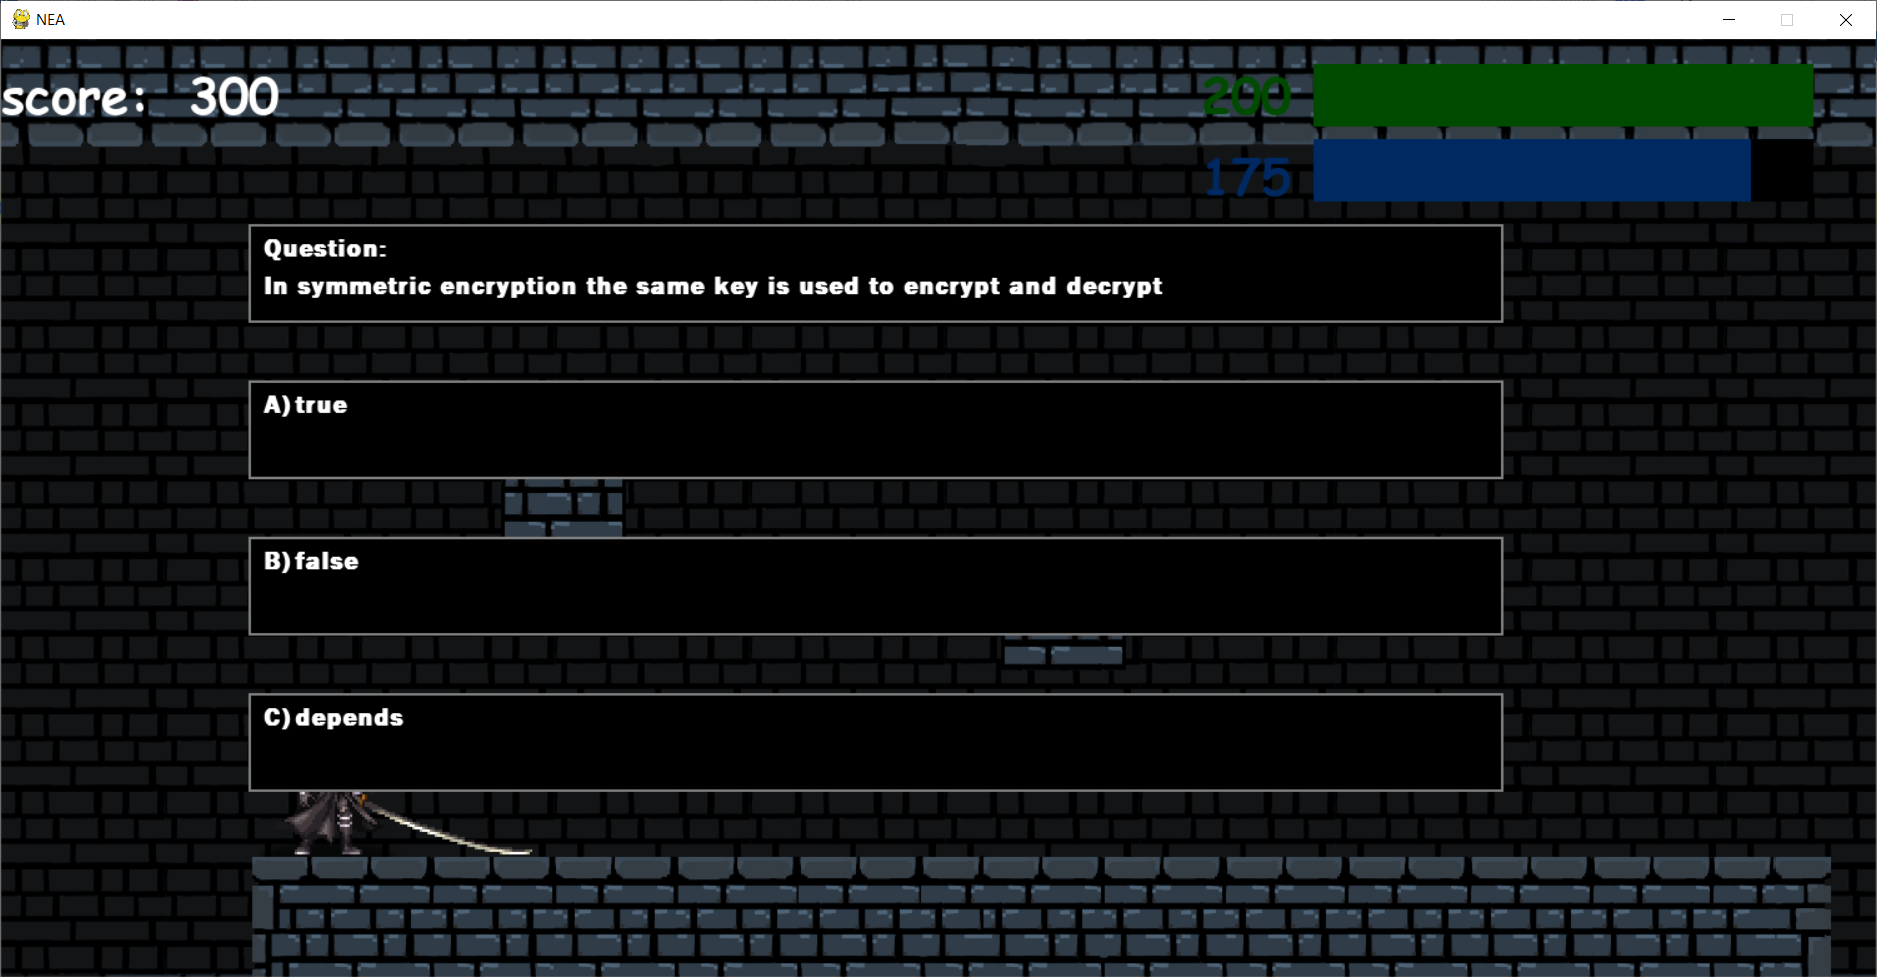 NEA
score: 300
200
175
Question:
In symmetric encryption the same key is used to encrypt and decrypt
A) true
B) false
C) depends